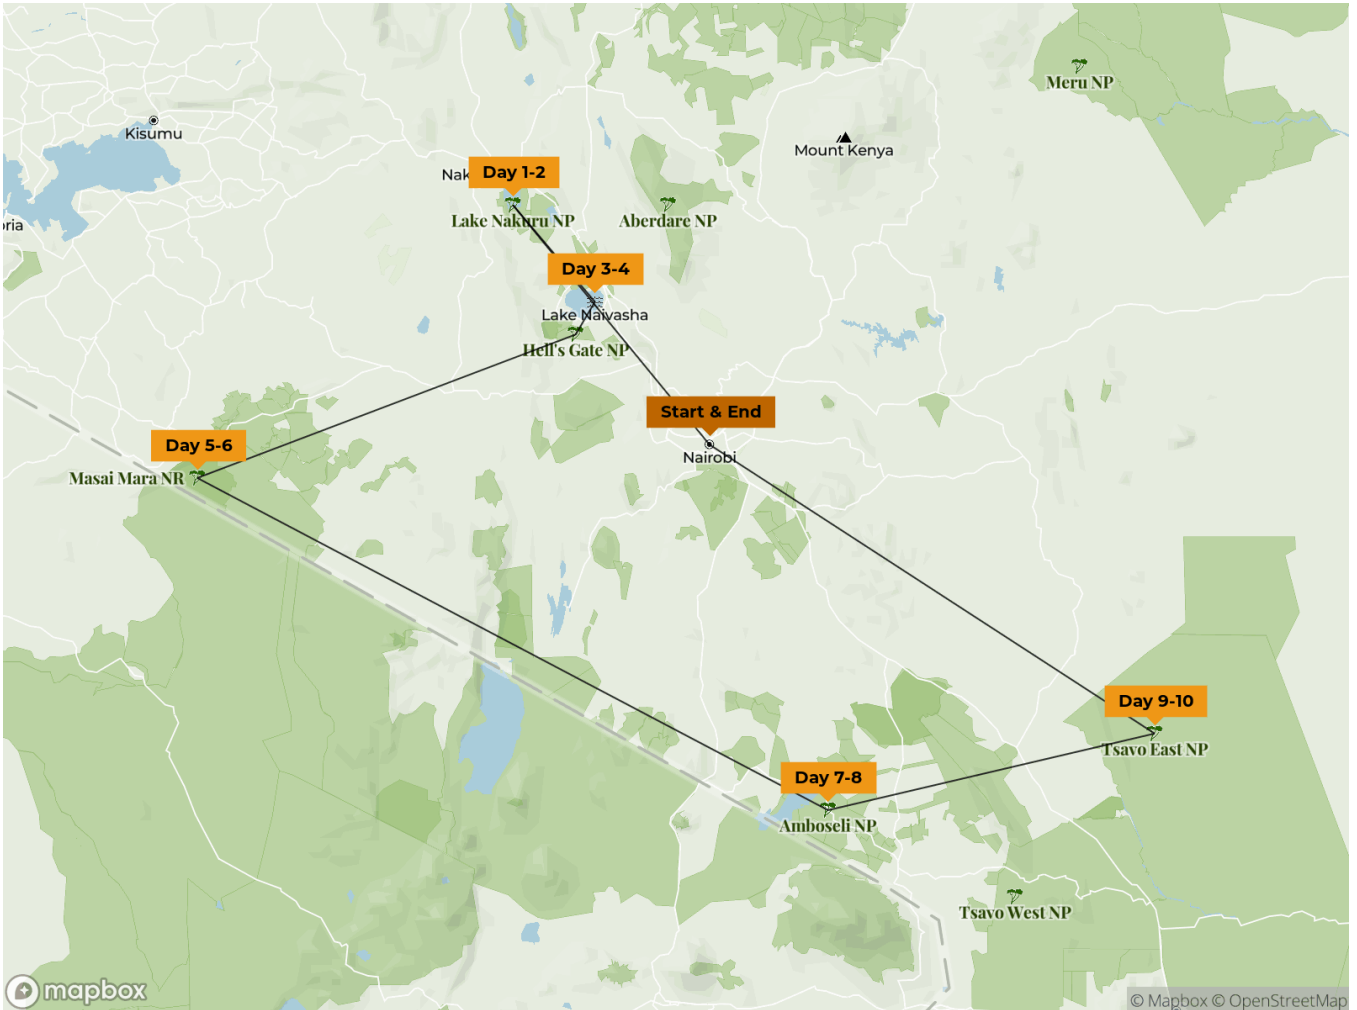 Meru NP
Kisumu
Mount Kenya
Day 1-2
Nak
Lake Nakuru NP
Aberdare NP
ria
Day 3-4
Lake Naivasha
Hell's Gate NP
Start & End
Nairobi
Day 5-6
Masai Mara NR
Day 9-10
Tsavo East NP
Day 7-8
Amboseli NP
Tsavo West NP
mapbox
© Mapbox © OpenStreetMap